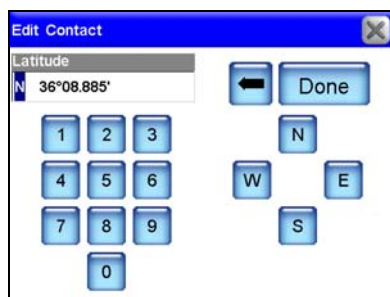 Edit Contact
Latitude
N 36°08.885'
Done
1 2 3
N
4 5 6
W E
7 8 9
S
0